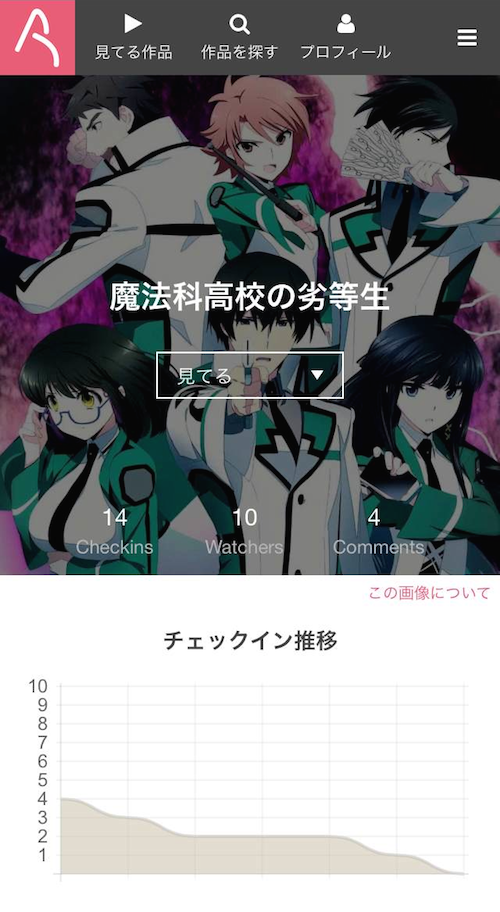 見てる作品
作品を探す
プロフィール
魔法科高校の劣等生
見てる
14
10
4
Checkins
Watchers
Comments
この画像について
チェックイン推移
10
9
8
7
6
5
4
3
2
1